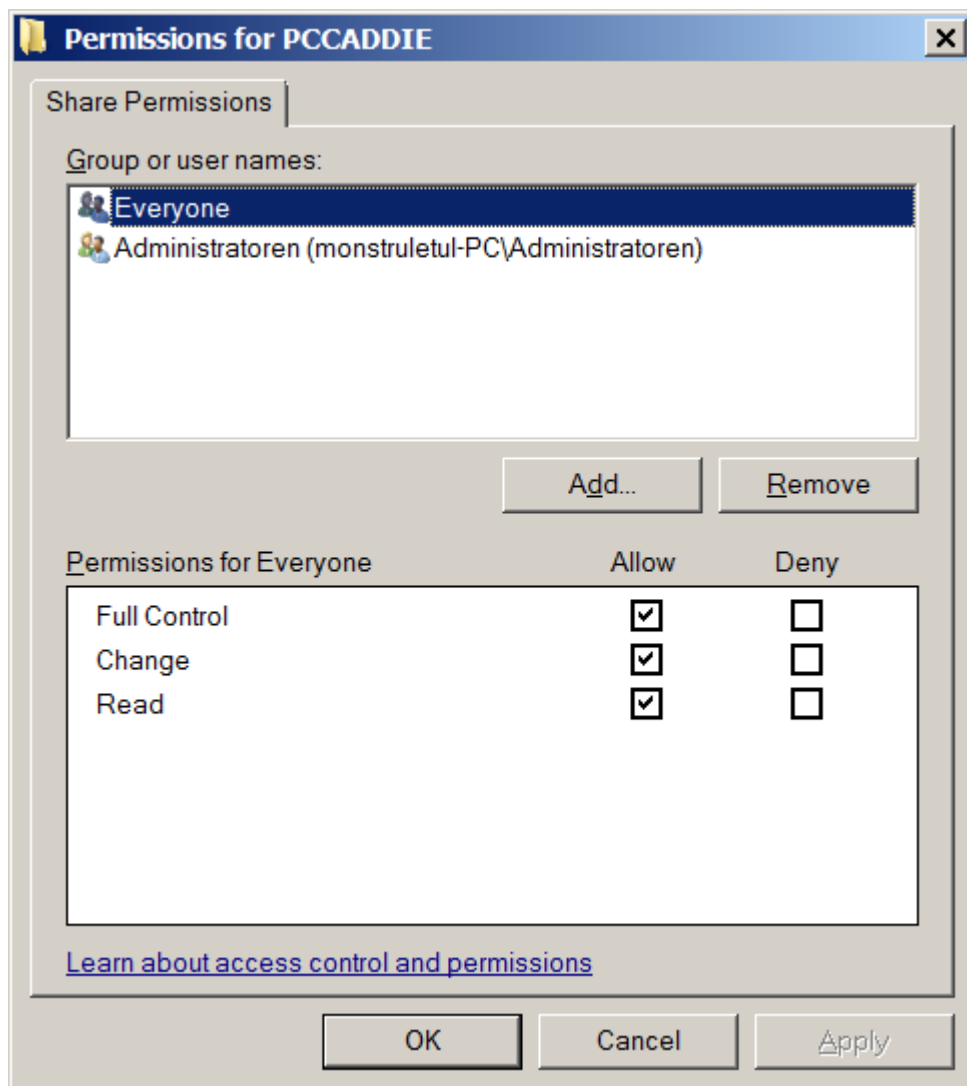 Permissions for PCCADDIE
Share Permissions
Group or user names:
Everyone
Administratoren (monstruletul-PC\Administratoren)
Add... Remove
Permissions for Everyone Allow Deny
Full Control
Change
Read
Learn about access control and permissions
OK Cancel Apply